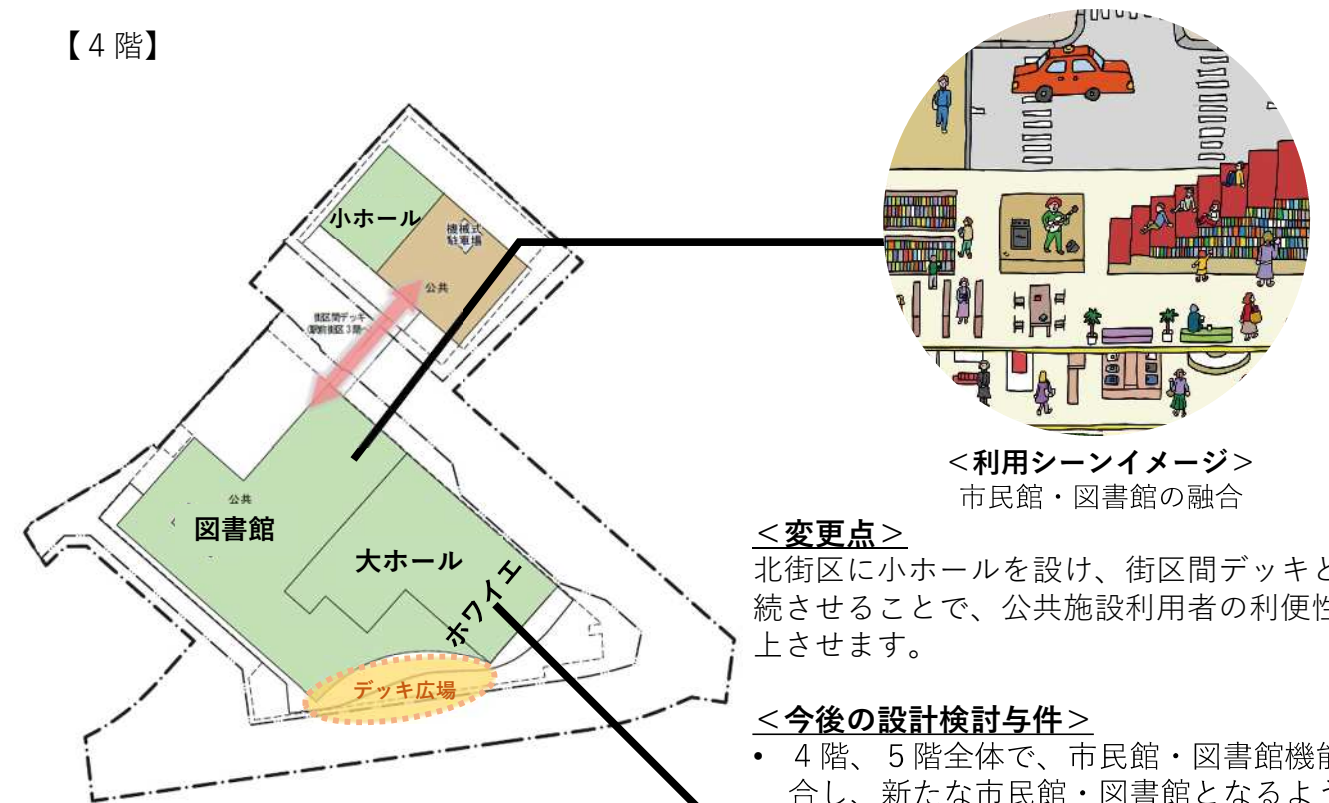 【４階】
小ホール
機械式
駐車場
公共
街区間デッキ
(駅前街区３階~)
公共
図書館
大ホール
ホワイエ
デッキ広場
＜利用シーンイメージ＞
市民館・図書館の融合
＜変更点＞
北街区に小ホールを設け、街区間デッキと
続させることで、公共施設利用者の利便性
上させます。
＜今後の設計検討与件＞
• ４階、５階全体で、市民館・図書館機能
合し、新たな市民館・図書館となるよう